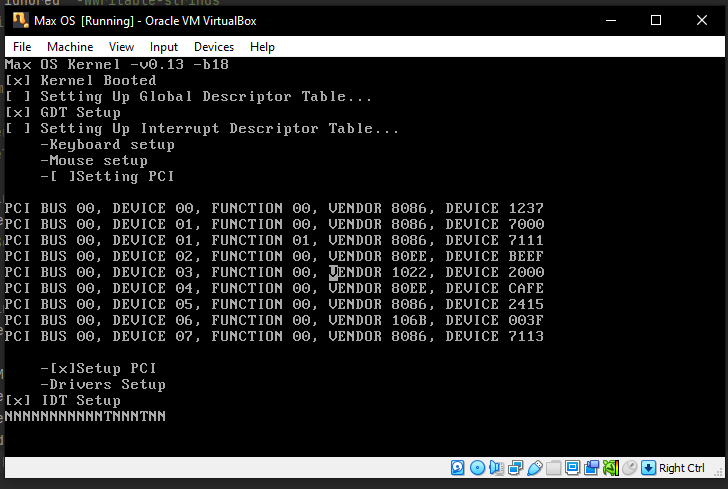 ignored "-Wwritable-strings"
Max OS [Running] - Oracle VM VirtualBox
File Machine View Input Devices Help
Max OS Kernel -v0.13 -b18
[x] Kernel Booted
[ ] Setting Up Global Descriptor Table...
[x] GDT Setup
[ ] Setting Up Interrupt Descriptor Table...
-Keyboard setup
-Mouse setup
-[ ]Setting PCI
PCI BUS 00, DEVICE 00, FUNCTION 00, VENDOR 8086, DEVICE 1237
PCI BUS 00, DEVICE 01, FUNCTION 00, VENDOR 8086, DEVICE 7000
PCI BUS 00, DEVICE 01, FUNCTION 01, VENDOR 8086, DEVICE 7111
PCI BUS 00, DEVICE 02, FUNCTION 00, VENDOR 80EE, DEVICE BEEF
PCI BUS 00, DEVICE 03, FUNCTION 00, VENDOR 1022, DEVICE 2000
PCI BUS 00, DEVICE 04, FUNCTION 00, VENDOR 80EE, DEVICE CAFE
PCI BUS 00, DEVICE 05, FUNCTION 00, VENDOR 8086, DEVICE 2415
PCI BUS 00, DEVICE 06, FUNCTION 00, VENDOR 106B, DEVICE 003F
PCI BUS 00, DEVICE 07, FUNCTION 00, VENDOR 8086, DEVICE 7113
-[x]Setup PCI
-Drivers Setup
[x] IDT Setup
NNNNNNNNNNNTNNNTNN
Right Ctrl